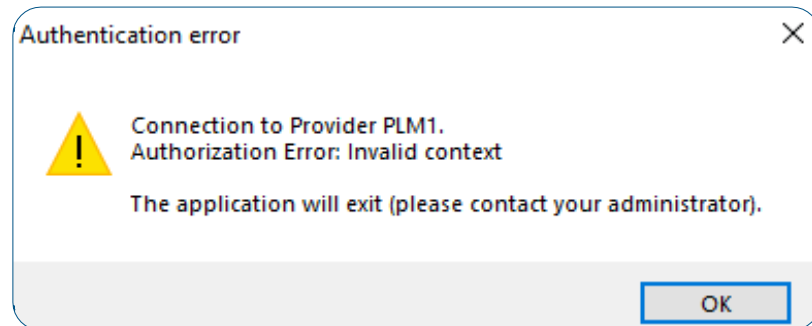 Authentication error
Connection to Provider PLM1.
Authorization Error: Invalid context
The application will exit (please contact your administrator).
OK